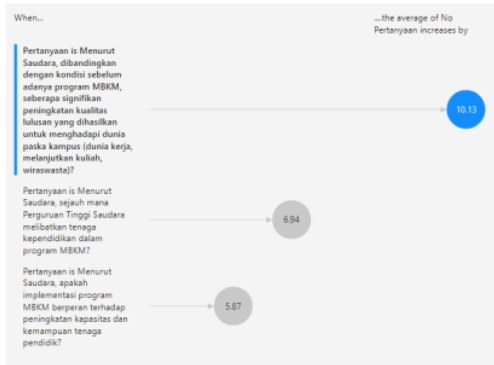 When...
....the average of No
Pertanyaan increases by
Pertanyaan is Menurut
Saudara, dibandingkan
dengan kondisi sebelum
adanya program MBKM,
seberapa signifikan
peningkatan kualitas
lulusan yang dihasilkan
untuk menghadapi dunia
paska kampus (dunia kerja,
melanjutkan kuliah,
wiraswasta)?
10.13
Pertanyaan is Menurut
Saudara, sejauh mana
Perguruan Tinggi Saudara
melibatkan tenaga
kependidikan dalam
program MBKM?
6.94
Pertanyaan is Menurut
Saudara, apakah
implementasi program
MBKM berperan terhadap
peningkatan kapasitas dan
kemampuan tenaga
pendidik?
5.87